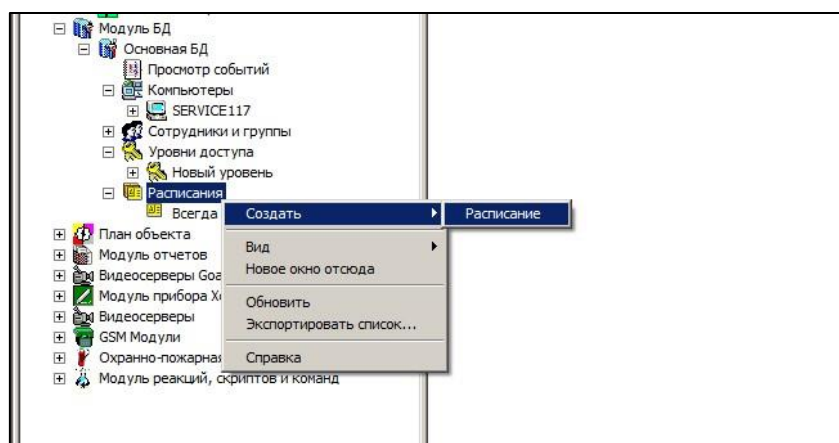 Модуль БД
Основная БД
Просмотр событий
Компьютеры
SERVICE117
Сотрудники и группы
Уровни доступа
Новый уровень
Расписания
Всегда
Создать
Расписание
План объекта
Вид
Модуль отчетов
Новое окно отсюда
Видеосерверы Goa
Модуль прибора
Обновить
Видеосерверы
Экспортировать список...
GSM Модули
Охранно-пожарная
Справка
Модуль реакций, скриптов и команд